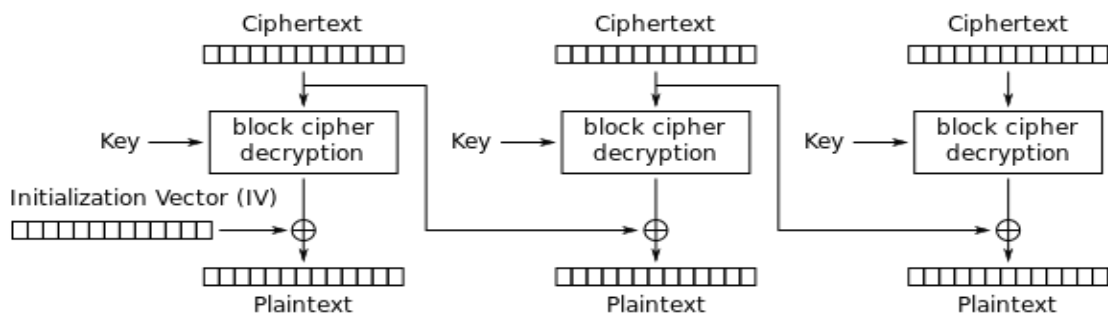 Ciphertext Ciphertext Ciphertext
Key block cipher Key block cipher Key block cipher
decryption decryption decryption
Initialization Vector (IV)
Plaintext Plaintext Plaintext